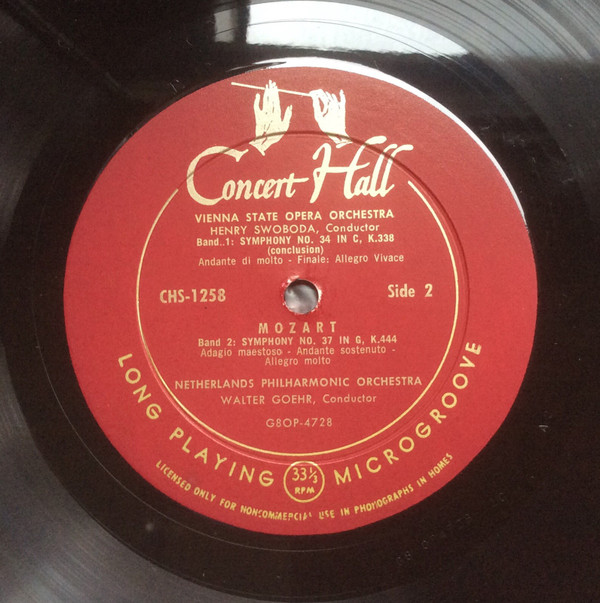 Concert Hall
VIENNA STATE OPERA ORCHESTRA
HENRY SWOBODA, Conductor
Band..1: SYMPHONY NO. 34 IN C, K.338
(conclusion)
Andante di molto - Finale: Allegro Vivace
CHS-1258
Side 2
MOZART
Band 2: SYMPHONY NO. 37 IN G, K.444
Adagio maestoso - Andante sostenuto -
Allegro molto
NETHERLANDS PHILHARMONIC ORCHESTRA
WALTER GOEHR, Conductor
G8OP-4728
LONG PLAYING 33⅓ RPM MICROGROOVE
LICENSED ONLY FOR NONCOMMERCIAL USE IN PHONOGRAPHS IN HOMES